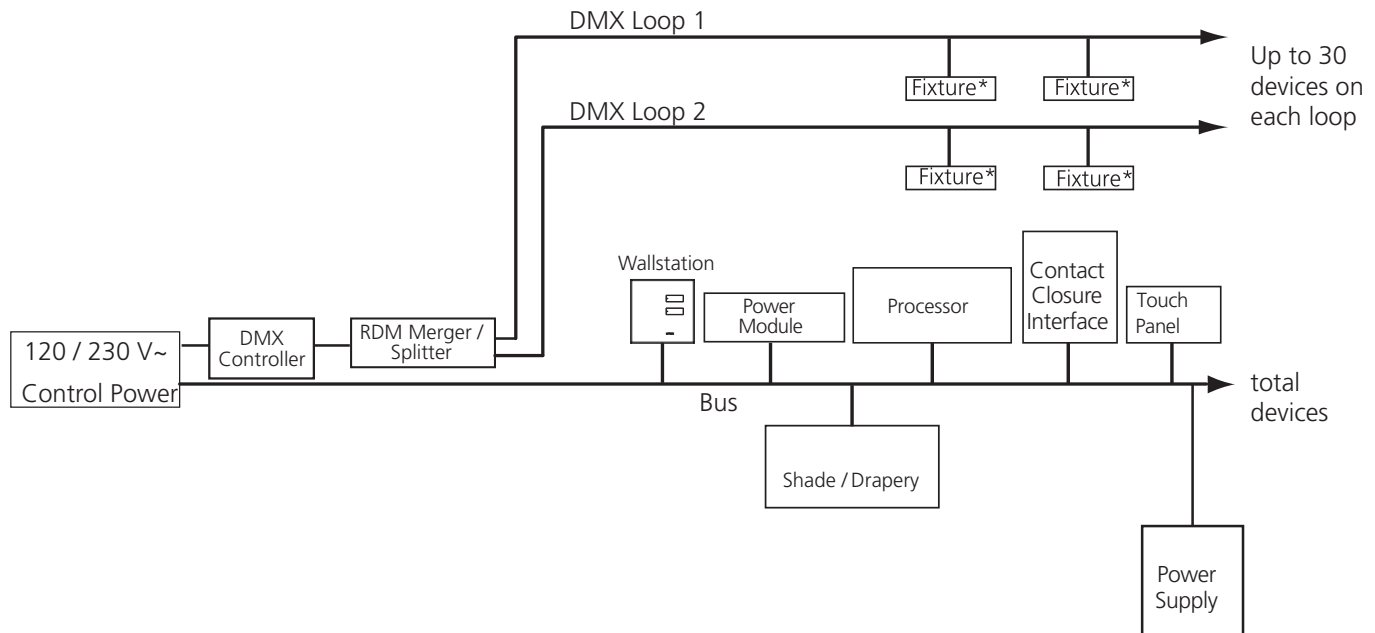 DMX Loop 1
Up to 30
devices on
each loop
Fixture*
Fixture*
DMX Loop 2
Fixture*
Fixture*
Wallstation
Power
Module
Processor
Contact
Closure
Interface
Touch
Panel
120 / 230 V~
Control Power
DMX
Controller
RDM Merger /
Splitter
Bus
total
devices
Shade / Drapery
Power
Supply